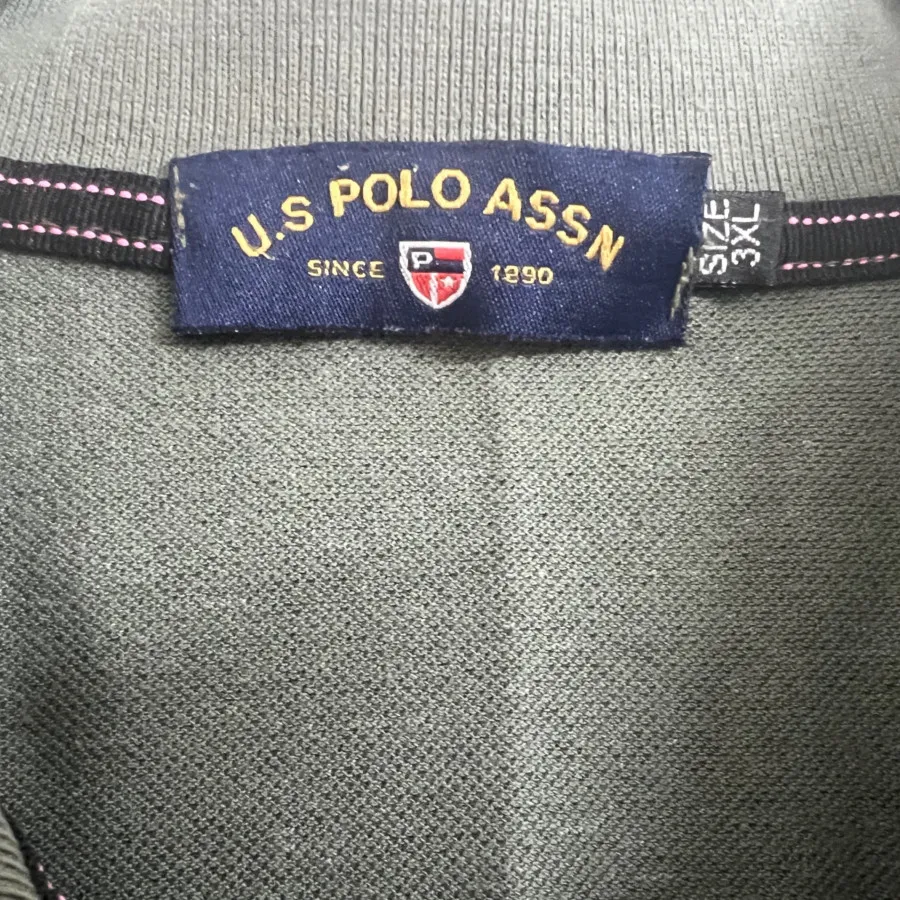 U.S POLO ASSN
SINCE P 1890
SIZE
3XL